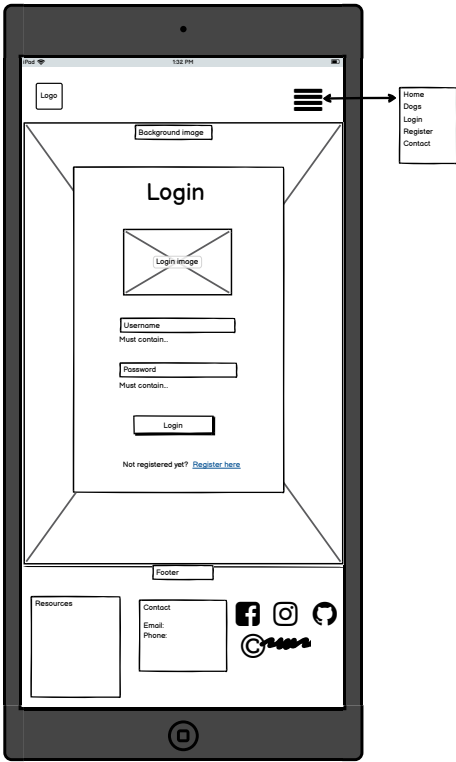 iPad 1:32 PM
Logo
Home
Dogs
Login
Register
Contact
Background image
Login
Login image
Username
Must contain...
Password
Must contain...
Login
Not registered yet? Register here
Footer
Resources
Contact
Email:
Phone:
©